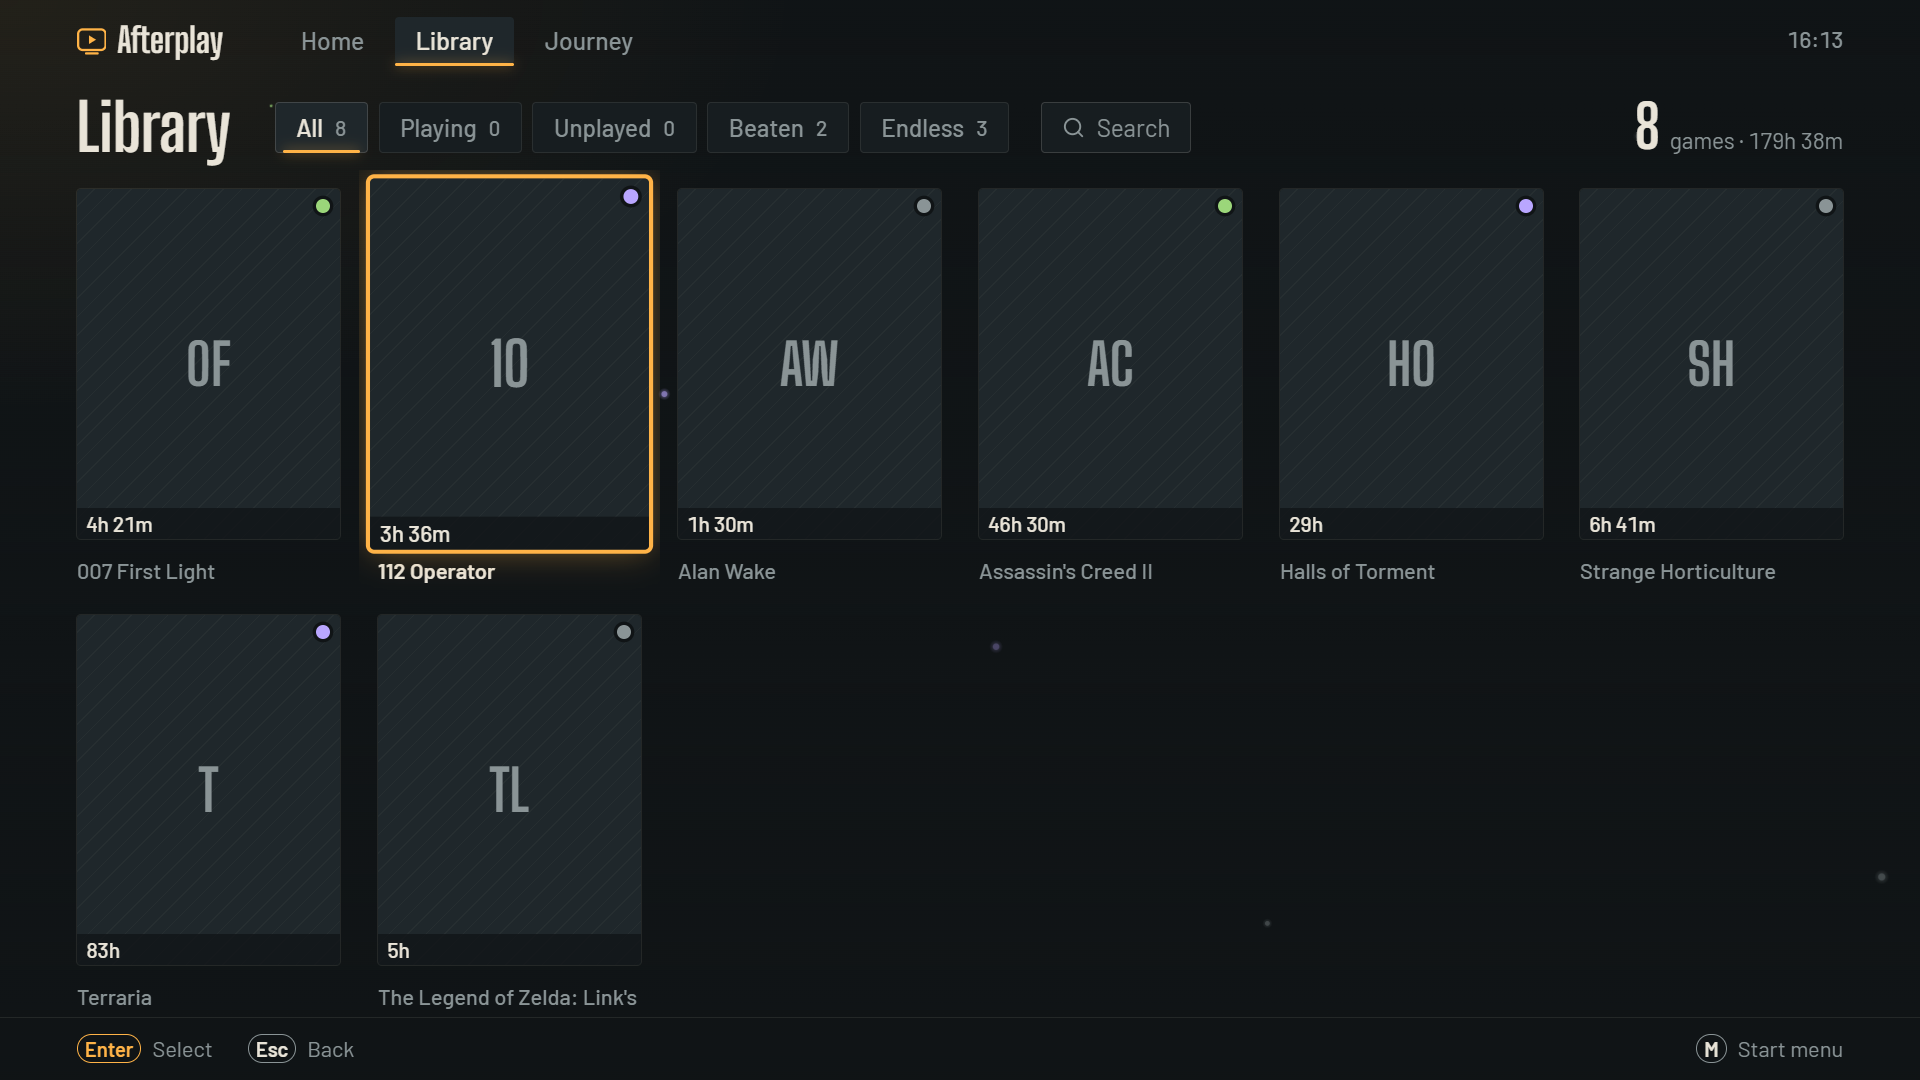 Afterplay
Home
Library
Journey
16:13
Library
All 8
Playing 0
Unplayed 0
Beaten 2
Endless 3
Search
8 games · 179h 38m
OF
10
AW
AC
HO
SH
4h 21m
3h 36m
1h 30m
46h 30m
29h
6h 41m
007 First Light
112 Operator
Alan Wake
Assassin's Creed II
Halls of Torment
Strange Horticulture
T
TL
83h
5h
Terraria
The Legend of Zelda: Link's
Enter Select
Esc Back
M Start menu